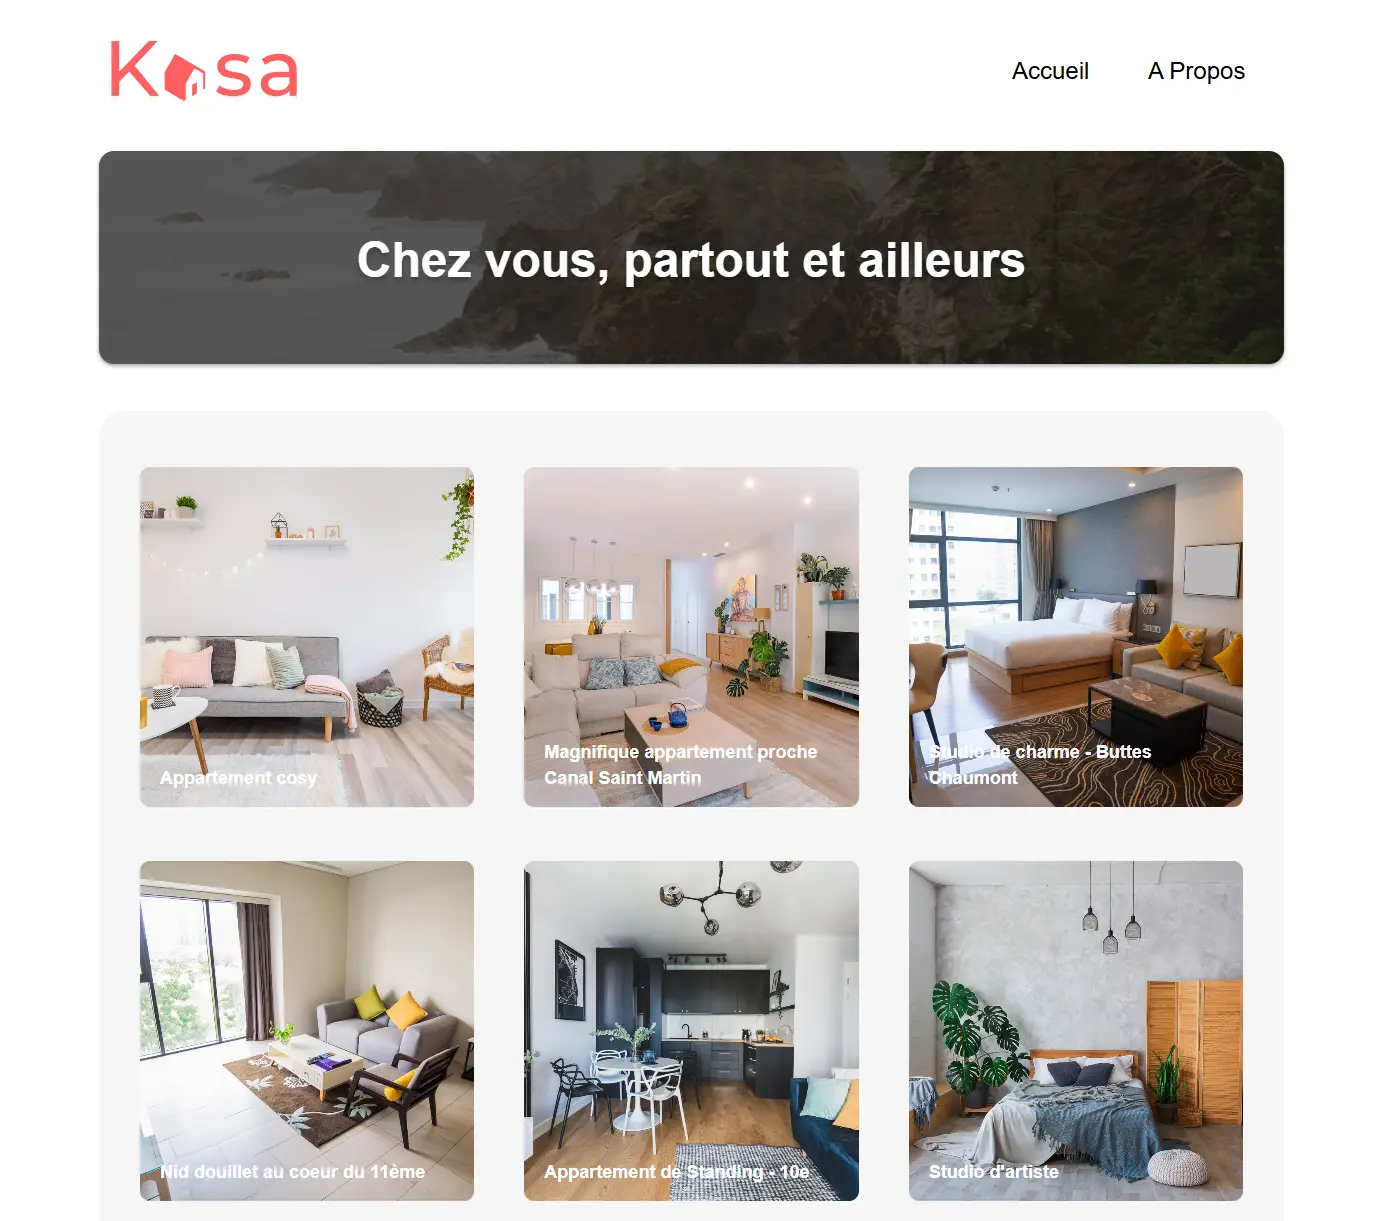 Kasa
Accueil
A Propos
Chez vous, partout et ailleurs
Appartement cosy
Magnifique appartement proche
Canal Saint Martin
Studio de charme - Buttes
Chaumont
Nid douillet au coeur du 11ème
Appartement de Standing - 10e
Studio d'artiste